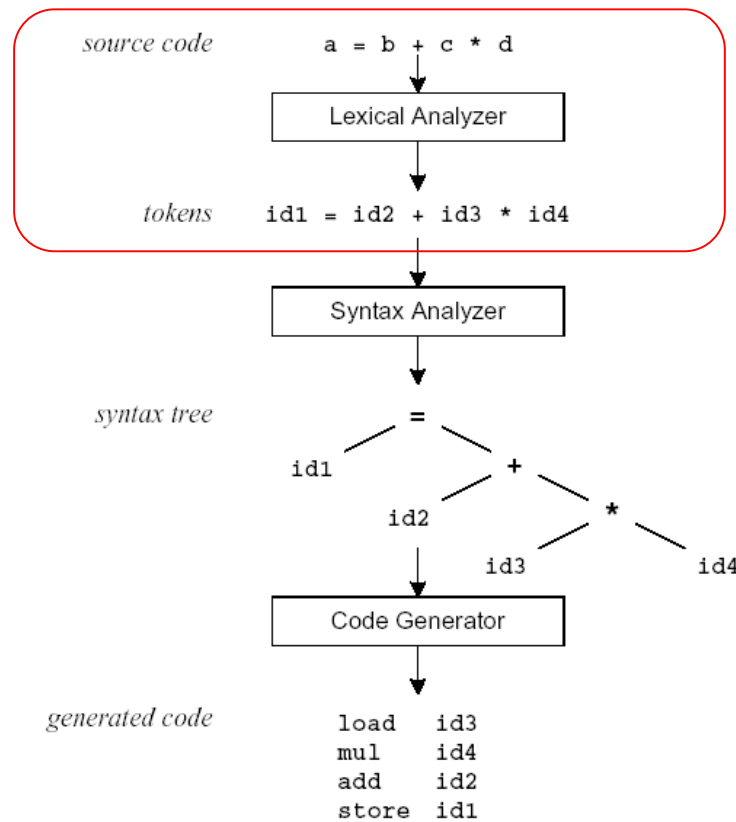 source code a = b + c * d
Lexical Analyzer
tokens id1 = id2 + id3 * id4
Syntax Analyzer
syntax tree =
id1 +
id2 *
id3 id4
Code Generator
generated code load id3
mul id4
add id2
store id1